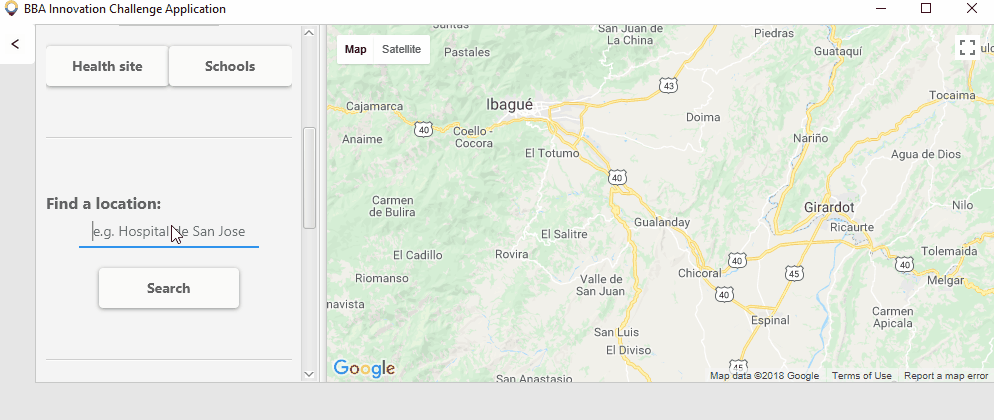 BBA Innovation Challenge Application
<
Health site
Schools
Find a location:
e.g. Hospital de San Jose
Search
Map
Satellite
San Juan de
La China
Piedras
Pastales
Guataquí
43
Tocaima
Cajamarca
Ibagué
40
Coello -
Cocora
Doima
Anaime
Nariño
El Totumo
Agua de Dios
40
Carmen
de Bulira
Girardot
Nilo
Gualanday
Ricaurte
El Salitre
Tolemaida
El Cadillo
Rovira
40
40
Chicoral
45
Melgar
Riomanso
Valle de
San Juan
40
navista
Carmen
Apicala
Espinal
San Luis
El Diviso
45
Google
San Anastasio
Map data ©2018 Google
Terms of Use
Report a map error